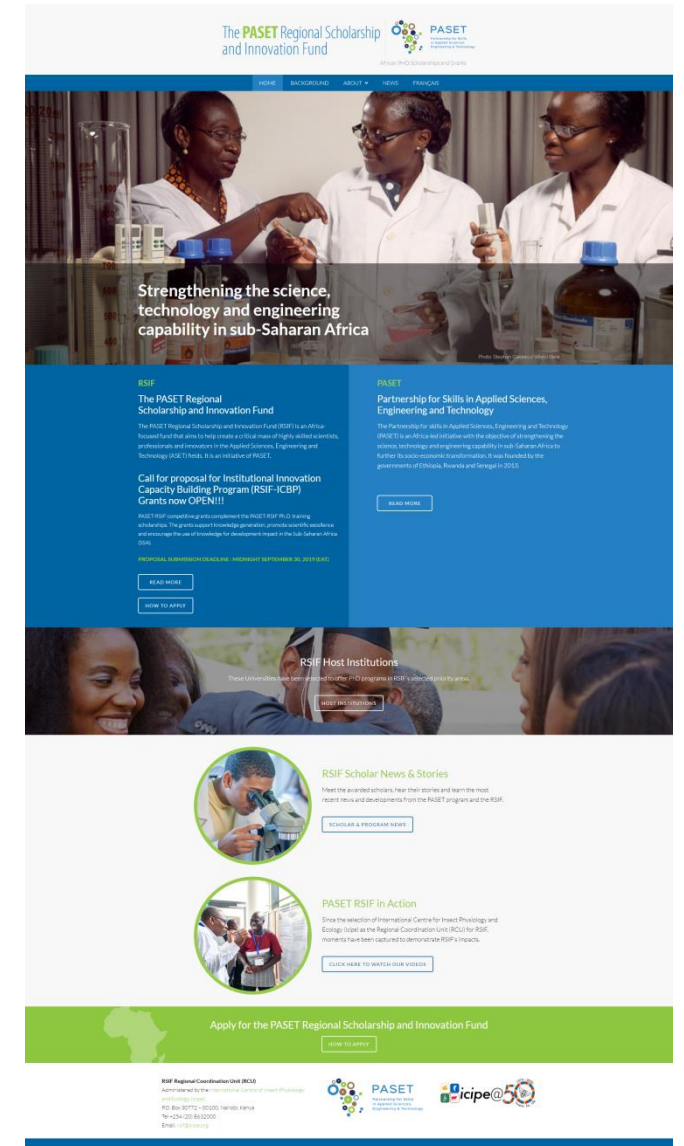 The PASET Regional Scholarship
and Innovation Fund
PASET
Partnership for Skills
in Applied Sciences,
Engineering & Technology
African PhD Scholarships and Grants
HOME BACKGROUND ABOUT NEWS FRANÇAIS
Strengthening the science,
technology and engineering
capability in sub-Saharan Africa
RSIF
The PASET Regional
Scholarship and Innovation Fund
The PASET Regional Scholarship and Innovation Fund (RSIF) is an Africa-
focused fund that aims to help create a critical mass of highly skilled scientists,
professionals and innovators in the Applied Sciences, Engineering and
Technology (ASET) fields. It is an initiative of PASET.
Call for proposal for Institutional Innovation
Capacity Building Program (RSIF-ICBP)
Grants now OPEN!!!
PASET RSIF competitive grants complement the PASET RSIF Ph.D. training
scholarships. The grants support knowledge generation, promote scientific excellence
and encourage the use of knowledge for development impact in the Sub-Saharan Africa
(SSA).
PROPOSAL SUBMISSION DEADLINE : MIDNIGHT SEPTEMBER 30, 2019 (EAT)
READ MORE
HOW TO APPLY
PASET
Partnership for Skills in Applied Sciences,
Engineering and Technology
The Partnership for skills in Applied Sciences, Engineering and Technology
(PASET) is an Africa-led initiative with the objective of strengthening the
science, technology and engineering capability in sub-Saharan Africa to
further its socio-economic transformation. It was founded by the
governments of Ethiopia, Rwanda and Senegal in 2013.
READ MORE
RSIF Host Institutions
These Universities have been selected to offer PhD programs in RSIF's selected priority areas.
HOST INSTITUTIONS
RSIF Scholar News & Stories
Meet the awarded scholars, hear their stories and learn the most
recent news and developments from the PASET program and the RSIF.
SCHOLAR & PROGRAM NEWS
PASET RSIF in Action
Since the selection of International Centre for Insect Physiology and
Ecology (icipe) as the Regional Coordination Unit (RCU) for RSIF,
moments have been captured to demonstrate RSIF's impacts.
CLICK HERE TO WATCH OUR VIDEOS
Apply for the PASET Regional Scholarship and Innovation Fund
HOW TO APPLY
RSIF Regional Coordination Unit (RCU)
Administered by the International Centre of Insect Physiology
and Ecology (icipe)
P.O. Box 30772 – 00100, Nairobi, Kenya
Tel +254 (20) 8632000
Email: rsif@icipe.org
PASET
Partnership for Skills
in Applied Sciences,
Engineering & Technology
icipe@50